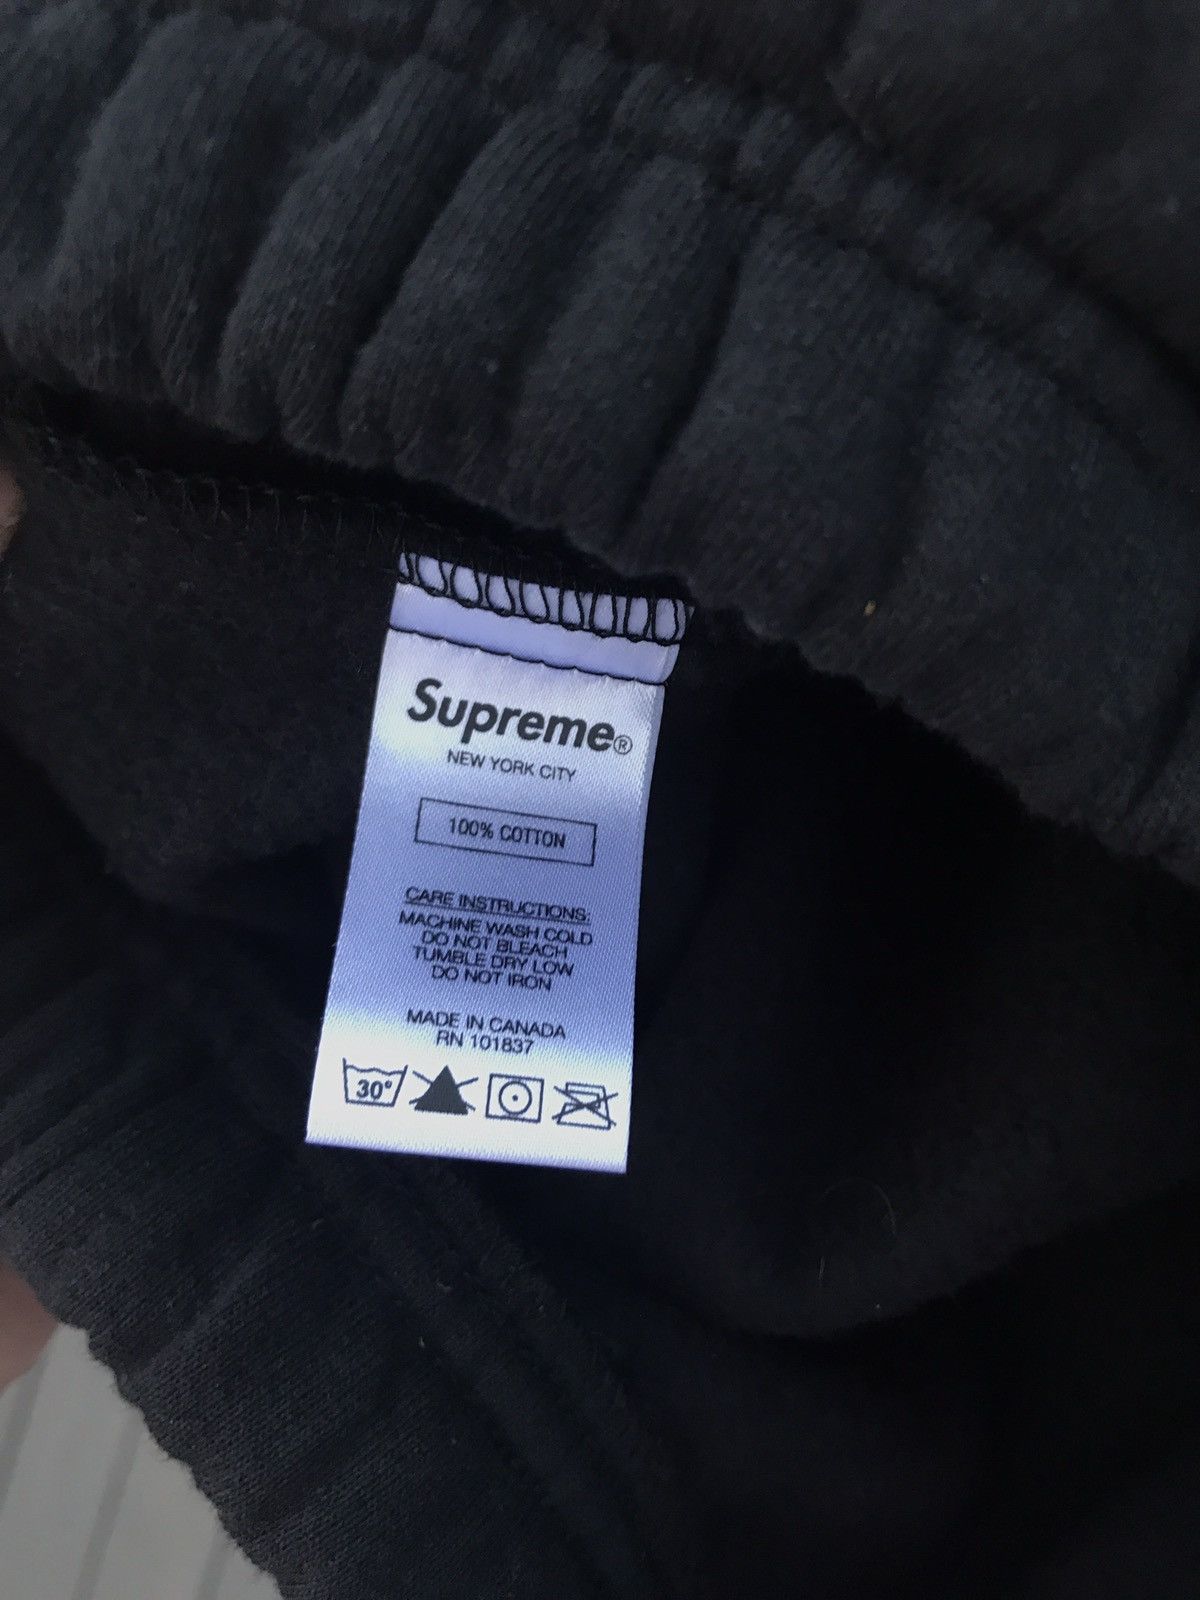 Supreme®
NEW YORK CITY
100% COTTON
CARE INSTRUCTIONS:
MACHINE WASH COLD
DO NOT BLEACH
TUMBLE DRY LOW
DO NOT IRON
MADE IN CANADA
RN 101837
30°